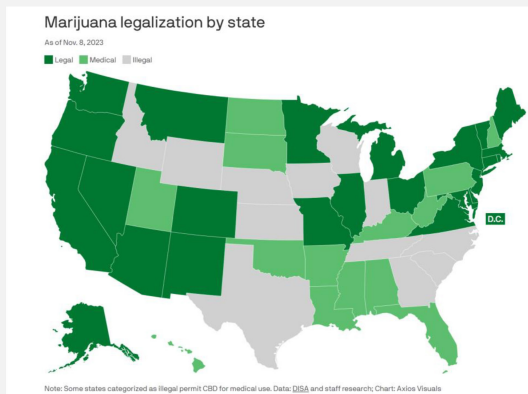 Marijuana legalization by state
As of Nov. 8, 2023
Legal Medical Illegal
D.C.
Note: Some states categorized as illegal permit CBD for medical use. Data: DISA and staff research; Chart: Axios Visuals